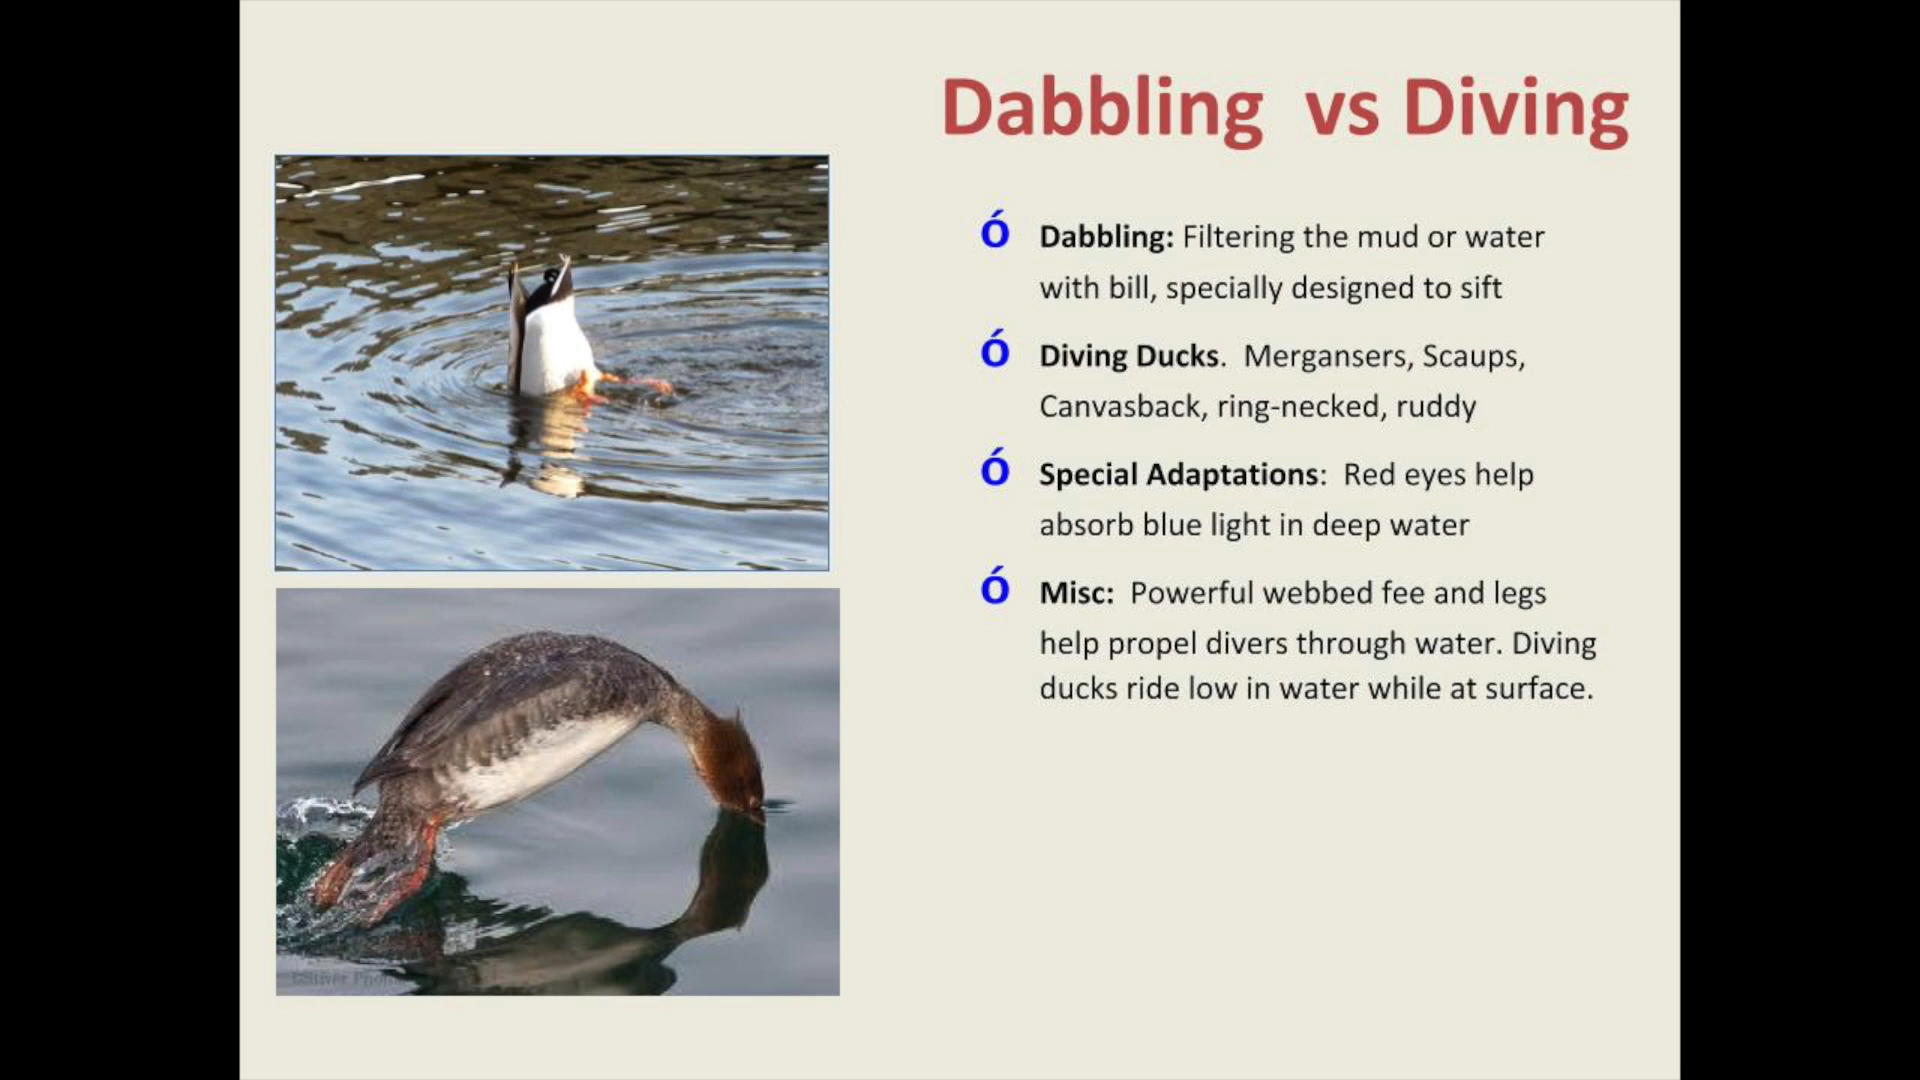 Dabbling vs Diving
ó Dabbling: Filtering the mud or water
with bill, specially designed to sift
ó Diving Ducks. Mergansers, Scaups,
Canvasback, ring-necked, ruddy
ó Special Adaptations: Red eyes help
absorb blue light in deep water
ó Misc: Powerful webbed fee and legs
help propel divers through water. Diving
ducks ride low in water while at surface.